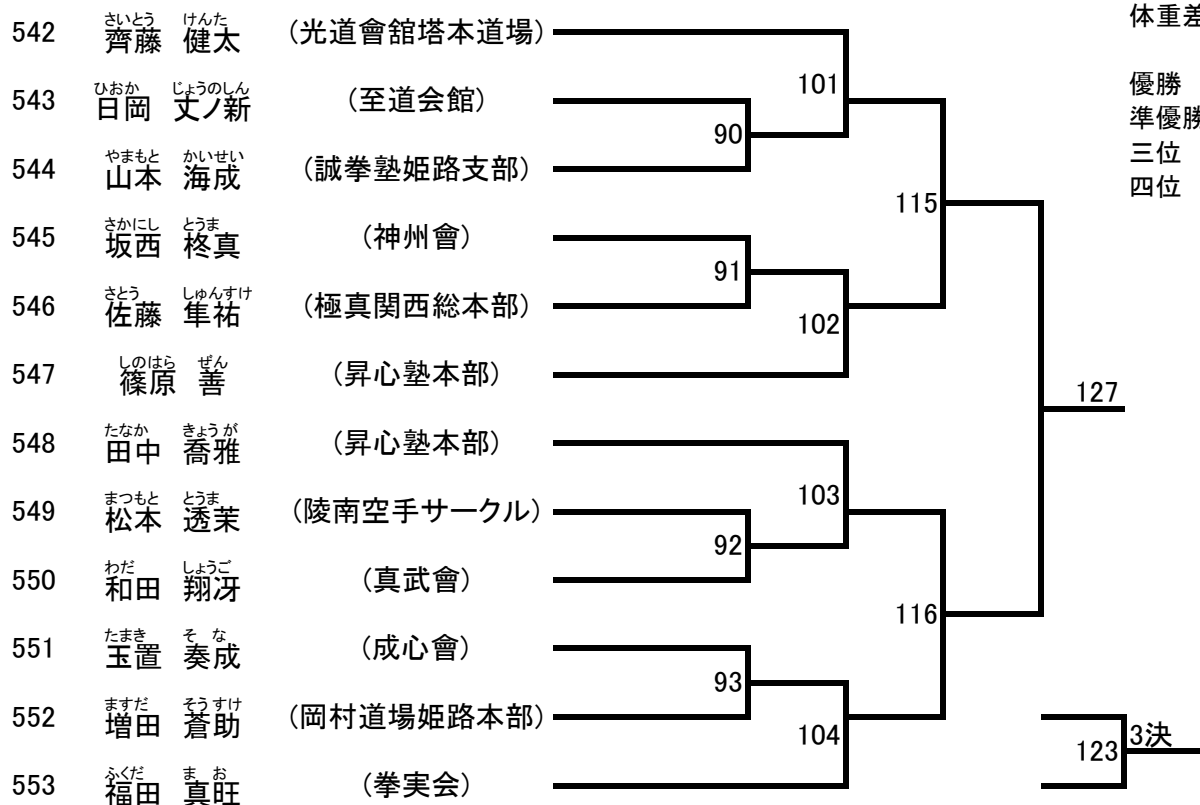 体重差
さいとう けんた
542 齊藤 健太 (光道會舘塔本道場)
101
優勝
ひおか じょうのしん
543 日岡 丈ノ新 (至道会館)
準優勝
90
三位
やまもと かいせい
544 山本 海成 (誠拳塾姫路支部)
四位
115
さかにし とうま
545 坂西 柊真 (神州會)
91
さとう しゅんすけ
546 佐藤 隼祐 (極真関西総本部)
102
しのはら ぜん
547 篠原 善 (昇心塾本部)
127
たなか きょうが
548 田中 喬雅 (昇心塾本部)
103
まつもと とうま
549 松本 透茉 (陵南空手サークル)
92
わだ しょうご
550 和田 翔冴 (真武會)
116
たまき そな
551 玉置 奏成 (成心會)
93
ますだ そうすけ
552 増田 蒼助 (岡村道場姫路本部)
104
3決
123
ふくだ まお
553 福田 真旺 (拳実会)